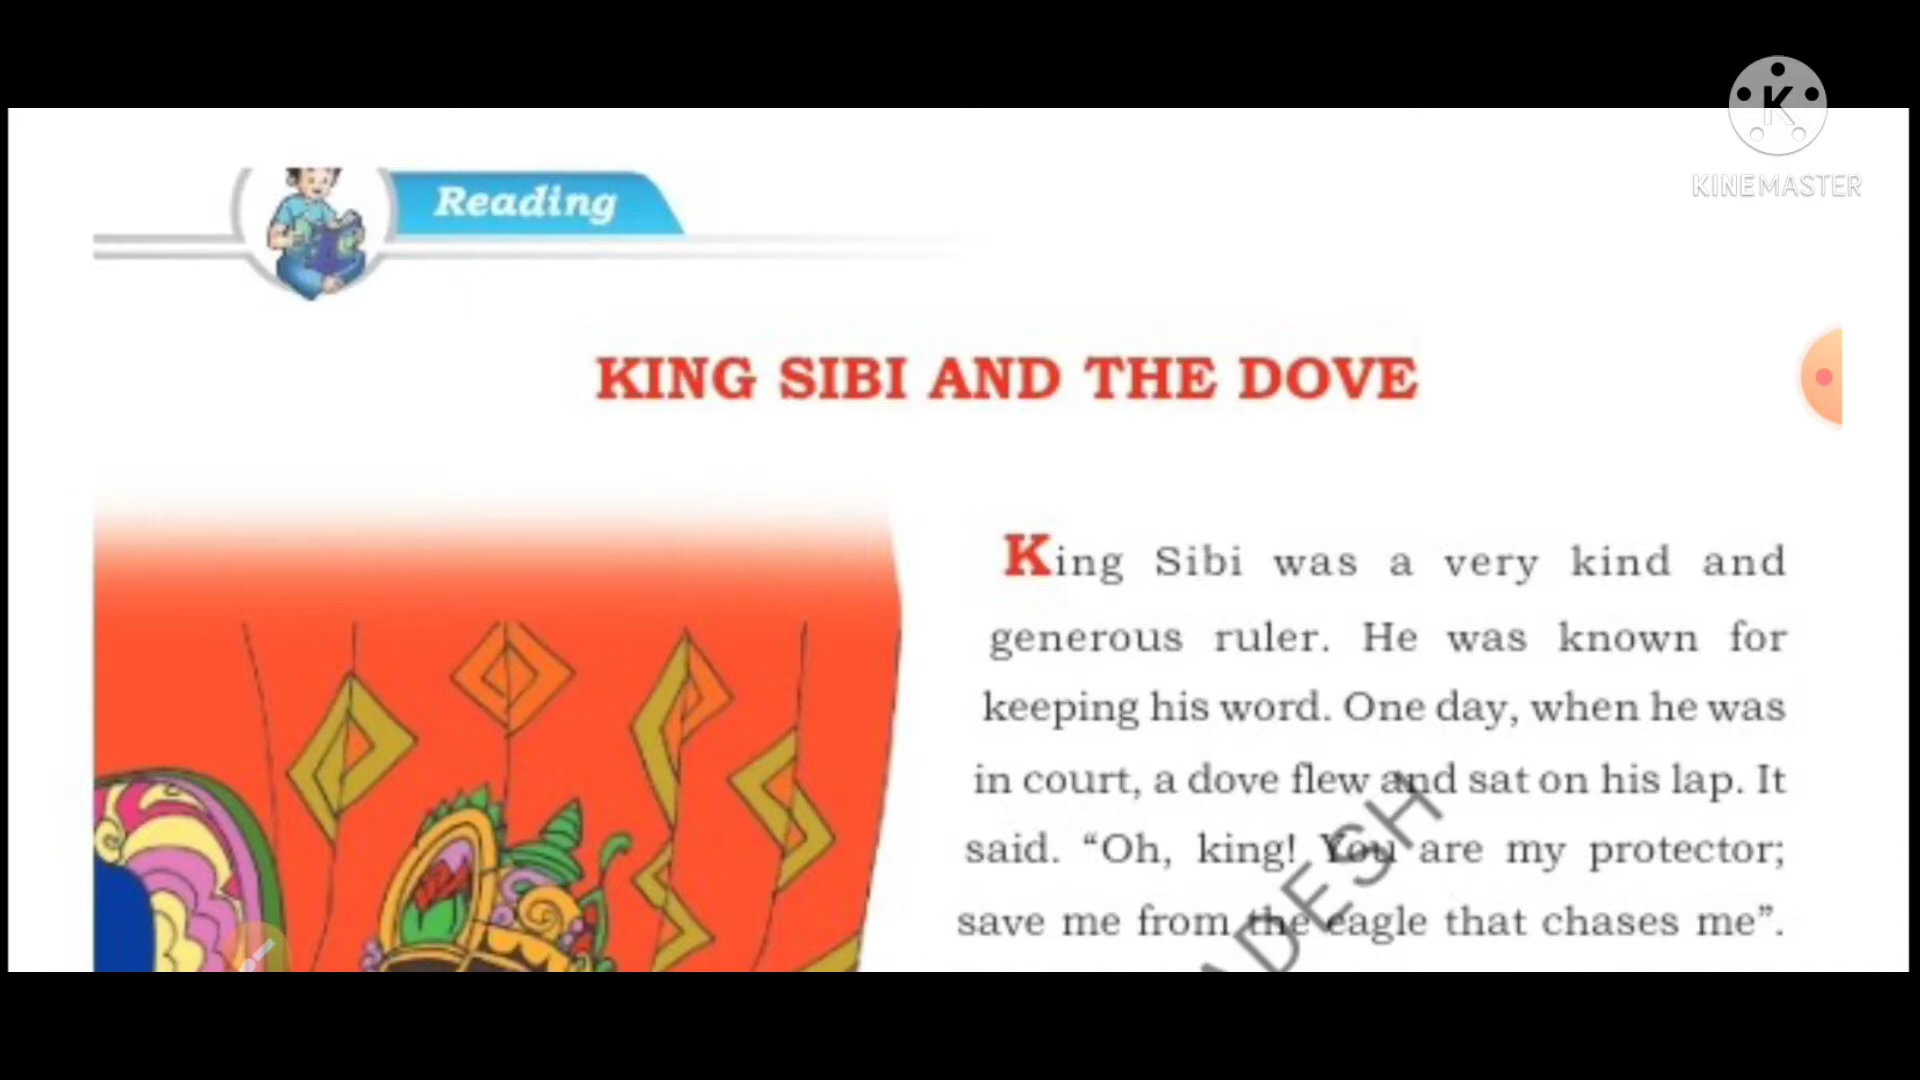 KINEMASTER
Reading
KING SIBI AND THE DOVE
King Sibi was a very kind and
generous ruler. He was known for
keeping his word. One day, when he was
in court, a dove flew and sat on his lap. It
said. “Oh, king! You are my protector;
save me from the eagle that chases me”.
ADESH